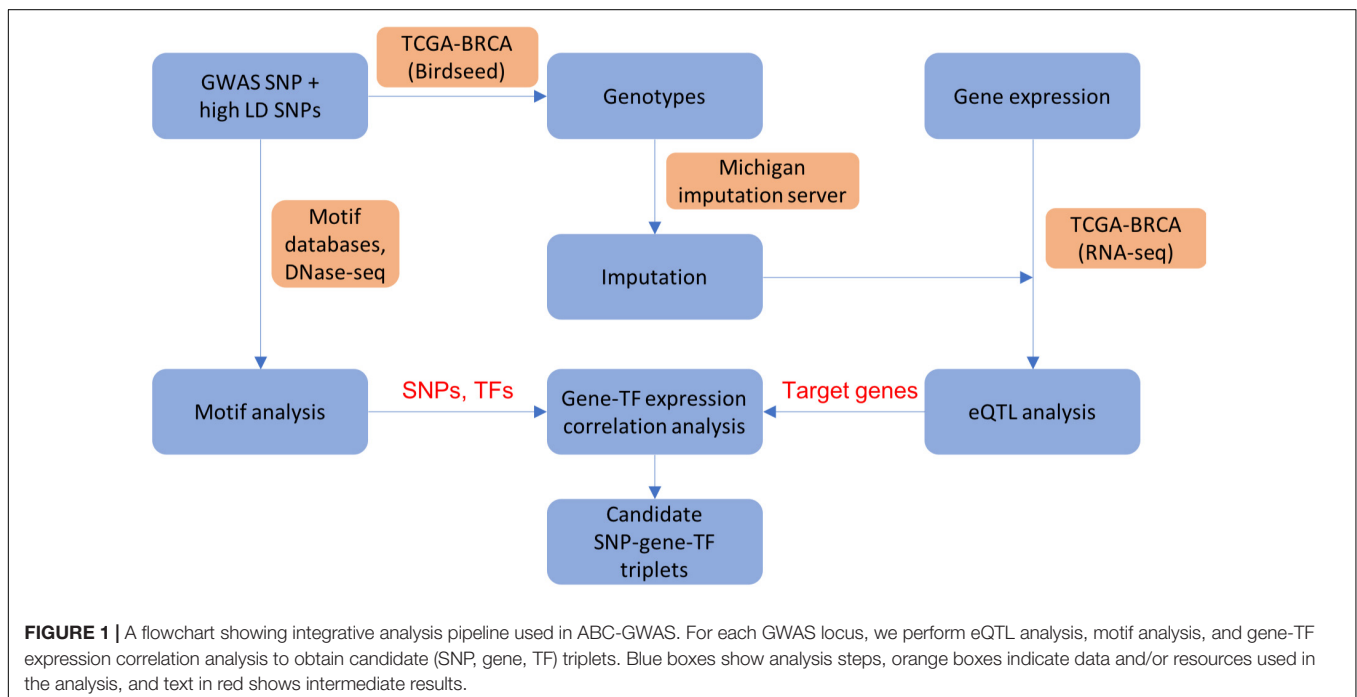 TCGA-BRCA
(Birdseed)
GWAS SNP +
high LD SNPs
Genotypes
Gene expression
Michigan
imputation server
Motif
databases,
DNase-seq
TCGA-BRCA
(RNA-seq)
Imputation
Motif analysis
SNPs, TFs
Gene-TF expression
correlation analysis
Target genes
eQTL analysis
Candidate
SNP-gene-TF
triplets
FIGURE 1 | A flowchart showing integrative analysis pipeline used in ABC-GWAS. For each GWAS locus, we perform eQTL analysis, motif analysis, and gene-TF
expression correlation analysis to obtain candidate (SNP, gene, TF) triplets. Blue boxes show analysis steps, orange boxes indicate data and/or resources used in
the analysis, and text in red shows intermediate results.